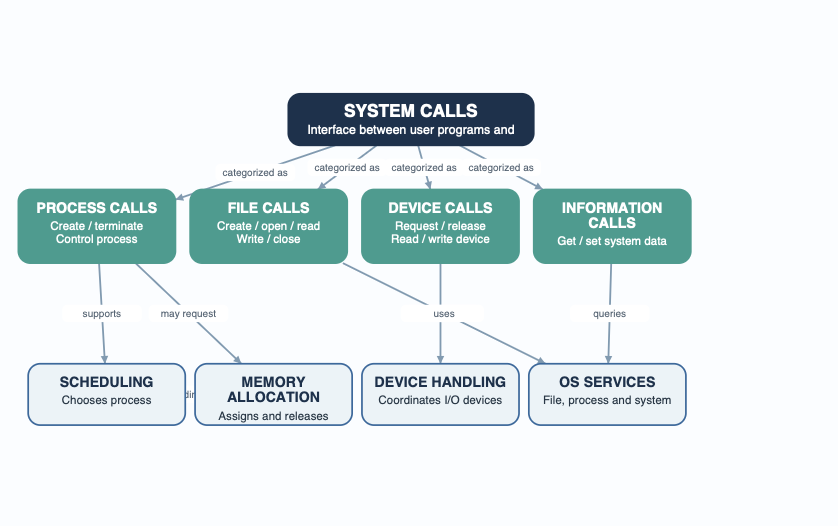 SYSTEM CALLS
Interface between user programs and
categorized as
categorized as
categorized as
categorized as
PROCESS CALLS
Create / terminate
Control process
FILE CALLS
Create / open / read
Write / close
DEVICE CALLS
Request / release
Read / write device
INFORMATION
CALLS
Get / set system data
supports
may request
uses
queries
SCHEDULING
Chooses process
MEMORY
ALLOCATION
Assigns and releases
DEVICE HANDLING
Coordinates I/O devices
OS SERVICES
File, process and system